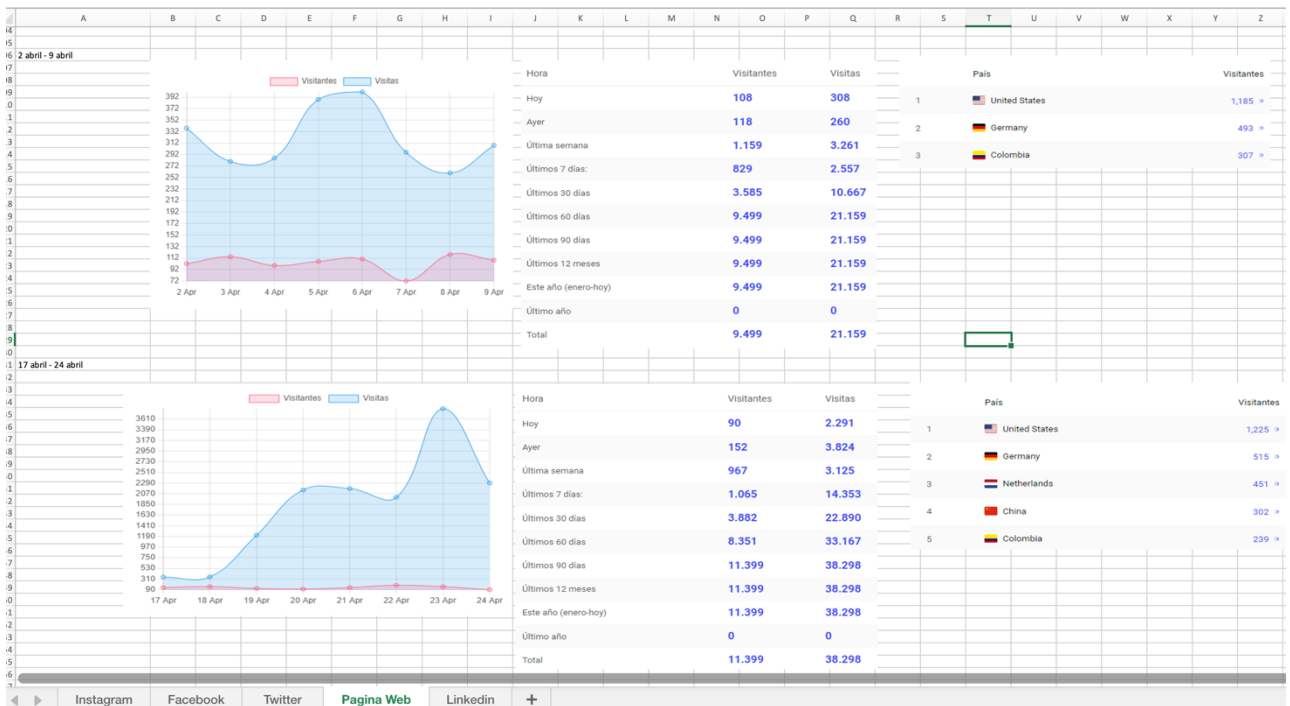 A B C D E F G H I J K L M N O P Q R S T U V W X Y Z
2 abril - 9 abril
Visitantes Visitas
392
372
352
332
312
292
272
252
232
212
192
172
152
132
112
92
72
2 Apr 3 Apr 4 Apr 5 Apr 6 Apr 7 Apr 8 Apr 9 Apr
Hora Visitantes Visitas
Hoy 108 308
Ayer 118 260
Última semana 1.159 3.261
Últimos 7 días: 829 2.557
Últimos 30 días 3.585 10.667
Últimos 60 días 9.499 21.159
Últimos 90 días 9.499 21.159
Últimos 12 meses 9.499 21.159
Este año (enero-hoy) 9.499 21.159
Último año 0 0
Total 9.499 21.159
País Visitantes
1 United States 1,185 »
2 Germany 493 »
3 Colombia 307 »
17 abril - 24 abril
Visitantes Visitas
3610
3390
3170
2950
2730
2510
2290
2070
1850
1630
1410
1190
970
750
530
310
90
17 Apr 18 Apr 19 Apr 20 Apr 21 Apr 22 Apr 23 Apr 24 Apr
Hora Visitantes Visitas
Hoy 90 2.291
Ayer 152 3.824
Última semana 967 3.125
Últimos 7 días: 1.065 14.353
Últimos 30 días 3.882 22.890
Últimos 60 días 8.351 33.167
Últimos 90 días 11.399 38.298
Últimos 12 meses 11.399 38.298
Este año (enero-hoy) 11.399 38.298
Último año 0 0
Total 11.399 38.298
País Visitantes
1 United States 1,225 »
2 Germany 515 »
3 Netherlands 451 »
4 China 302 »
5 Colombia 239 »
Instagram Facebook Twitter Pagina Web Linkedin +